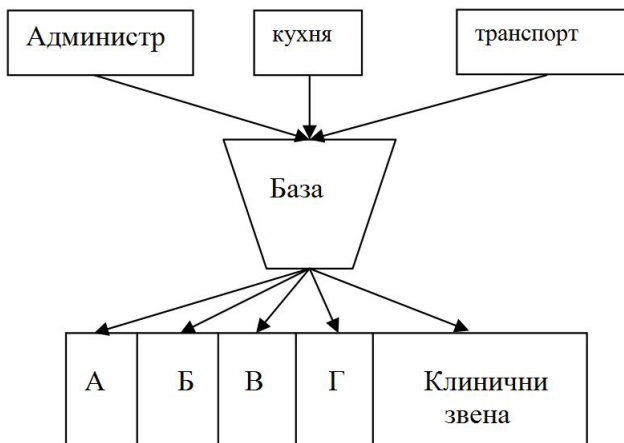 Администр
кухня
транспорт
База
А
Б
В
Г
Клинични
звена